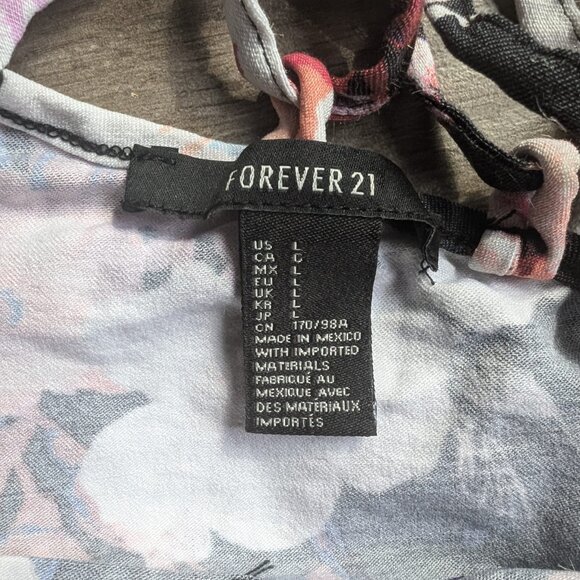 FOREVER 21
US L
CA G
MX L
EU L
UK L
KR L
JP L
CN 170/98A
MADE IN MEXICO
WITH IMPORTED
MATERIALS
FABRIQUÉ AU
MEXIQUE AVEC
DES MATÉRIAUX
IMPORTÉS